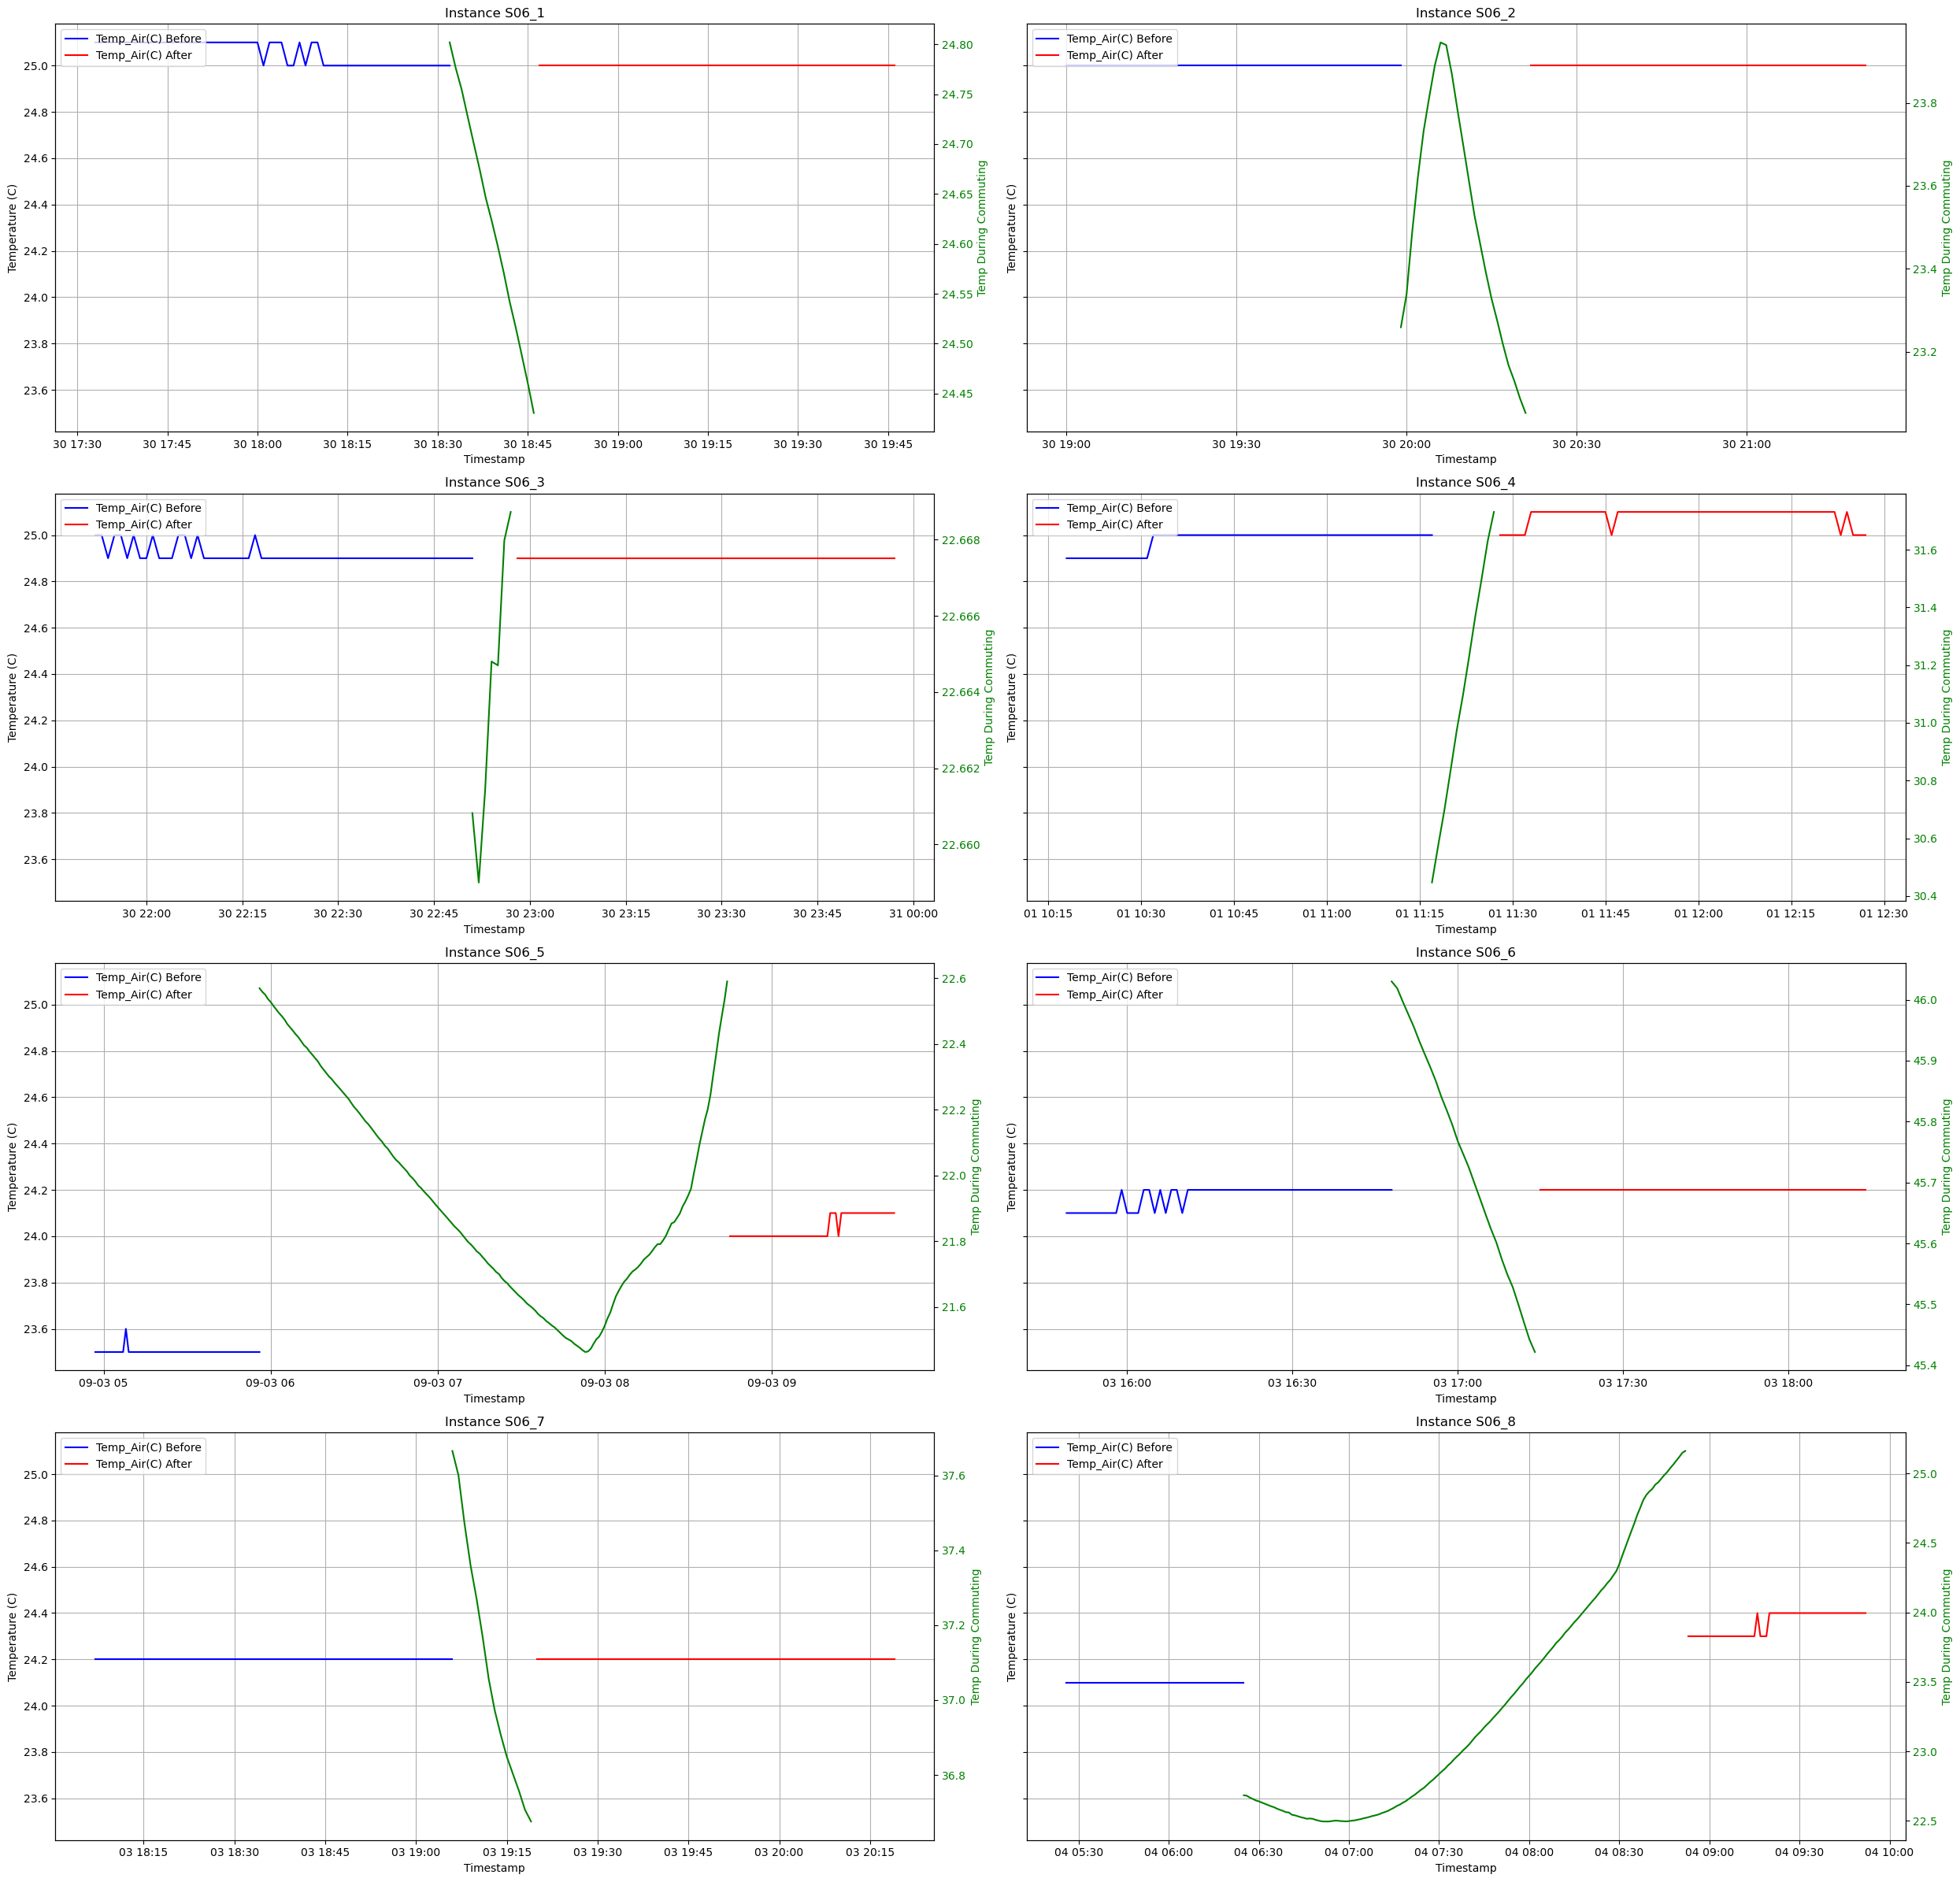 Instance S06_1
Temp_Air(C) Before
Temp_Air(C) After
Temperature (C)
25.0
24.8
24.6
24.4
24.2
24.0
23.8
23.6
24.80
24.75
24.70
24.65
24.60
24.55
24.50
24.45
Temp During Commuting
30 17:30 30 17:45 30 18:00 30 18:15 30 18:30 30 18:45 30 19:00 30 19:15 30 19:30 30 19:45
Timestamp
Instance S06_2
Temp_Air(C) Before
Temp_Air(C) After
Temperature (C)
23.8
23.6
23.4
23.2
Temp During Commuting
30 19:00 30 19:30 30 20:00 30 20:30 30 21:00
Timestamp
Instance S06_3
Temp_Air(C) Before
Temp_Air(C) After
Temperature (C)
25.0
24.8
24.6
24.4
24.2
24.0
23.8
23.6
22.668
22.666
22.664
22.662
22.660
Temp During Commuting
30 22:00 30 22:15 30 22:30 30 22:45 30 23:00 30 23:15 30 23:30 30 23:45 31 00:00
Timestamp
Instance S06_4
Temp_Air(C) Before
Temp_Air(C) After
Temperature (C)
31.6
31.4
31.2
31.0
30.8
30.6
30.4
Temp During Commuting
01 10:15 01 10:30 01 10:45 01 11:00 01 11:15 01 11:30 01 11:45 01 12:00 01 12:15 01 12:30
Timestamp
Instance S06_5
Temp_Air(C) Before
Temp_Air(C) After
Temperature (C)
25.0
24.8
24.6
24.4
24.2
24.0
23.8
23.6
22.6
22.4
22.2
22.0
21.8
21.6
Temp During Commuting
09-03 05 09-03 06 09-03 07 09-03 08 09-03 09
Timestamp
Instance S06_6
Temp_Air(C) Before
Temp_Air(C) After
Temperature (C)
46.0
45.9
45.8
45.7
45.6
45.5
45.4
Temp During Commuting
03 16:00 03 16:30 03 17:00 03 17:30 03 18:00
Timestamp
Instance S06_7
Temp_Air(C) Before
Temp_Air(C) After
Temperature (C)
25.0
24.8
24.6
24.4
24.2
24.0
23.8
23.6
37.6
37.4
37.2
37.0
36.8
Temp During Commuting
03 18:15 03 18:30 03 18:45 03 19:00 03 19:15 03 19:30 03 19:45 03 20:00 03 20:15
Timestamp
Instance S06_8
Temp_Air(C) Before
Temp_Air(C) After
Temperature (C)
25.0
24.5
24.0
23.5
23.0
22.5
Temp During Commuting
04 05:30 04 06:00 04 06:30 04 07:00 04 07:30 04 08:00 04 08:30 04 09:00 04 09:30 04 10:00
Timestamp